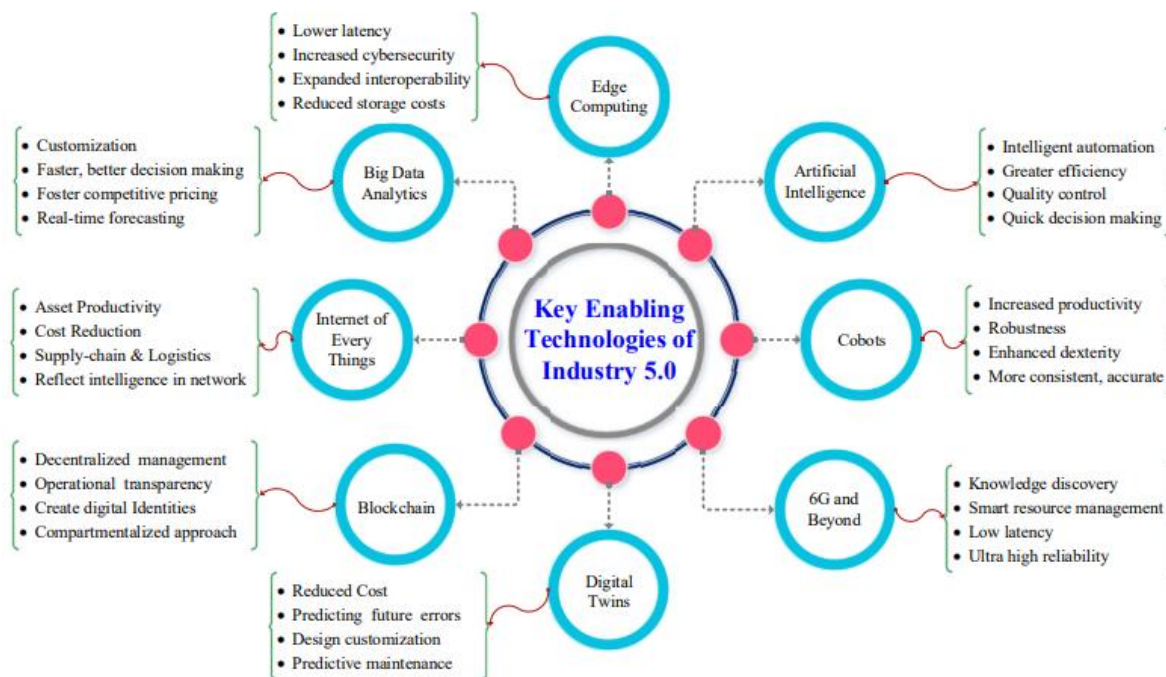 Key Enabling
Technologies of
Industry 5.0
Edge
Computing
• Lower latency
• Increased cybersecurity
• Expanded interoperability
• Reduced storage costs
Artificial
Intelligence
• Intelligent automation
• Greater efficiency
• Quality control
• Quick decision making
Cobots
• Increased productivity
• Robustness
• Enhanced dexterity
• More consistent, accurate
6G and
Beyond
• Knowledge discovery
• Smart resource management
• Low latency
• Ultra high reliability
Digital
Twins
• Reduced Cost
• Predicting future errors
• Design customization
• Predictive maintenance
Blockchain
• Decentralized management
• Operational transparency
• Create digital Identities
• Compartmentalized approach
Internet of
Every
Things
• Asset Productivity
• Cost Reduction
• Supply-chain & Logistics
• Reflect intelligence in network
Big Data
Analytics
• Customization
• Faster, better decision making
• Foster competitive pricing
• Real-time forecasting